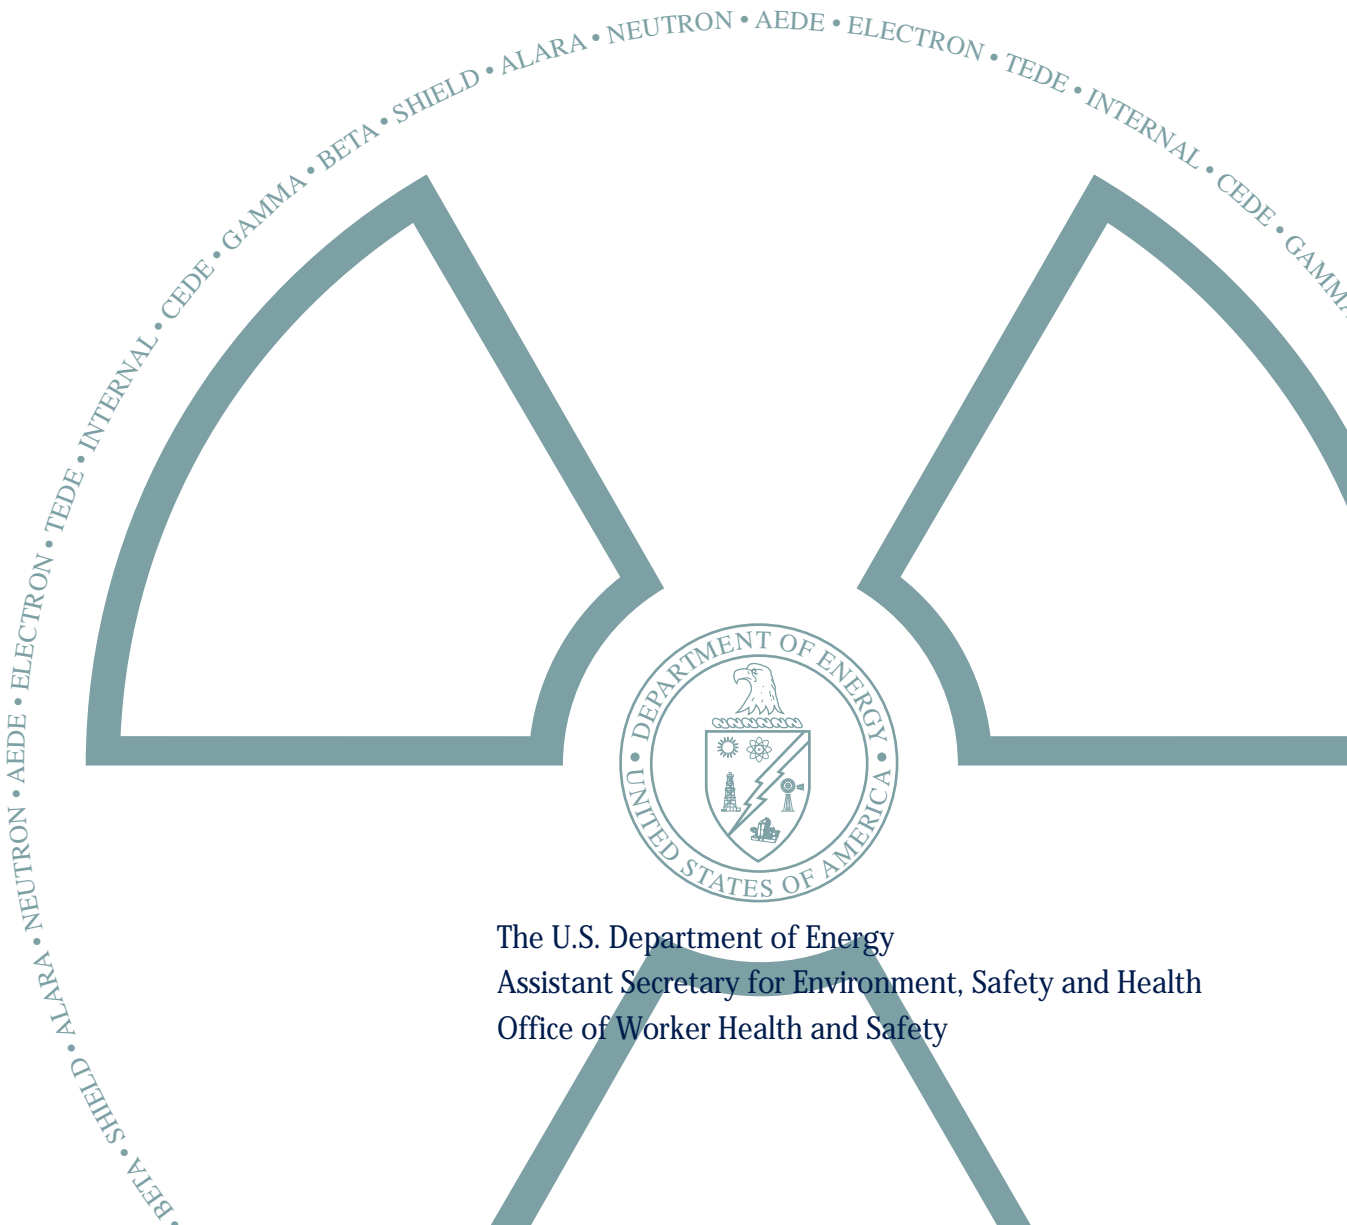 BETA • SHIELD • ALARA • NEUTRON • AEDE • ELECTRON • TEDE • INTERNAL • CEDE • GAMMA • BETA • SHIELD • ALARA • NEUTRON • AEDE • ELECTRON • TEDE • INTERNAL • CEDE • GAMMA
• DEPARTMENT OF ENERGY •
UNITED STATES OF AMERICA
The U.S. Department of Energy
Assistant Secretary for Environment, Safety and Health
Office of Worker Health and Safety